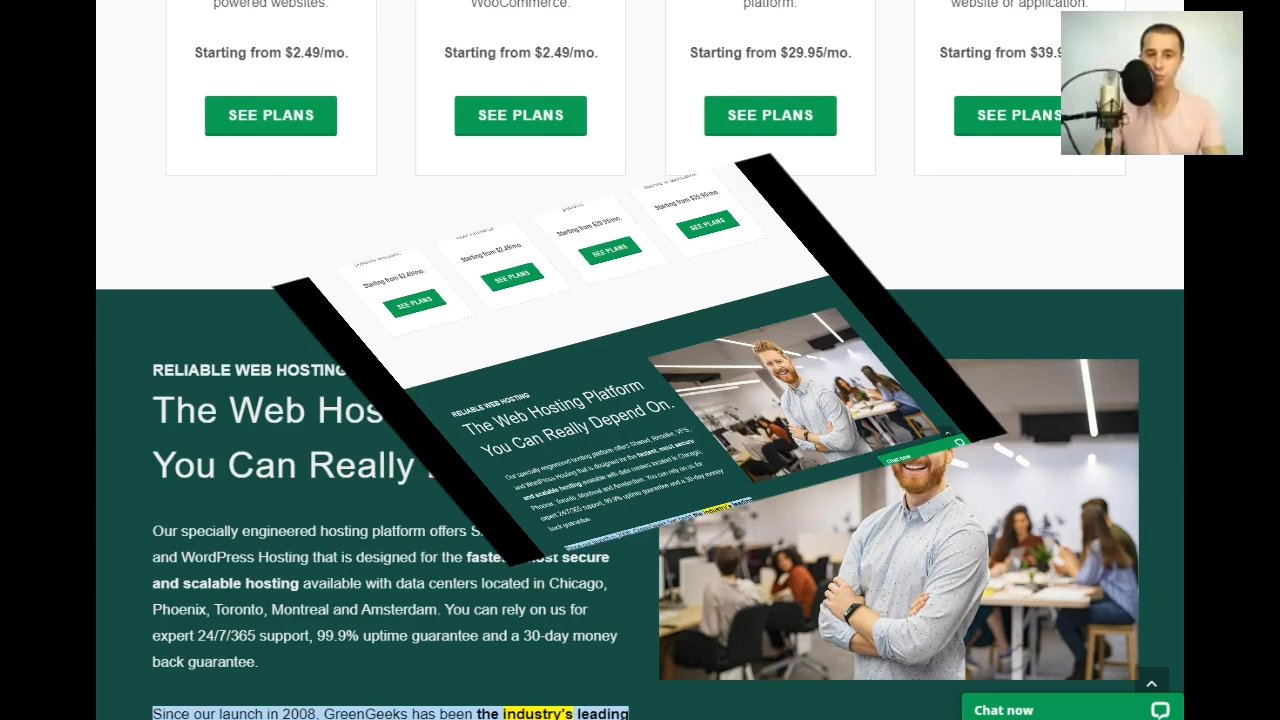 powered websites.
WooCommerce.
platform.
website or application.
Starting from $2.49/mo.
Starting from $2.49/mo.
Starting from $29.95/mo.
Starting from $39.9
SEE PLANS
SEE PLANS
SEE PLANS
SEE PLANS
Starting from $2.49/mo.
Starting from $2.49/mo.
Starting from $29.95/mo.
Starting from $39.95/mo.
SEE PLANS
SEE PLANS
SEE PLANS
SEE PLANS
RELIABLE WEB HOSTING
The Web Hosting Platform
You Can Really Depend On.
Our specially engineered hosting platform offers Shared, Reseller, VPS,
and WordPress Hosting that is designed for the fastest, most secure
and scalable hosting available with data centers located in Chicago,
Phoenix, Toronto, Montreal and Amsterdam. You can rely on us for
expert 24/7/365 support, 99.9% uptime guarantee and a 30-day money
back guarantee.
industry's leading
Chat now
RELIABLE WEB HOSTING
The Web Hos
You Can Really
Our specially engineered hosting platform offers
and WordPress Hosting that is designed for the most secure
and scalable hosting available with data centers located in Chicago,
Phoenix, Toronto, Montreal and Amsterdam. You can rely on us for
expert 24/7/365 support, 99.9% uptime guarantee and a 30-day money
back guarantee.
Since our launch in 2008, GreenGeeks has been the industry's leading
Chat now